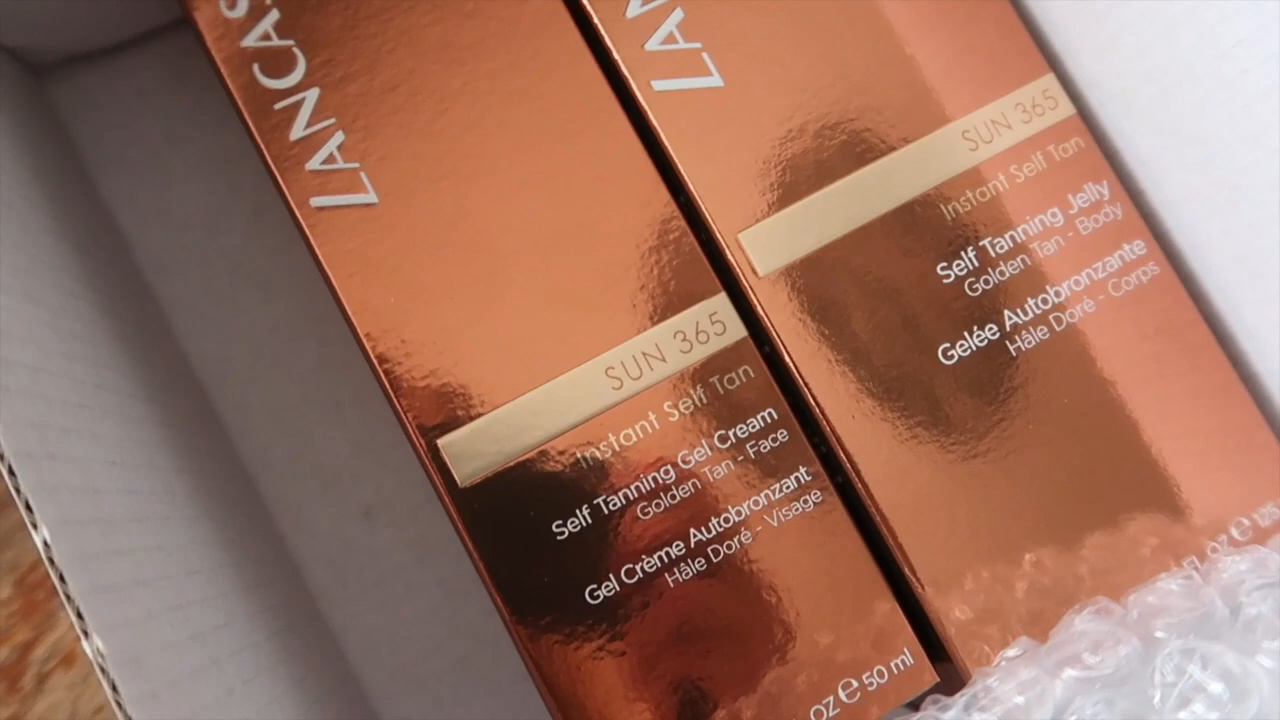 LANCAS
SUN 365
Instant Self Tan
Self Tanning Gel Cream
Golden Tan - Face
Gel Crème Autobronzant
Hâle Doré - Visage
OZ e 50 ml
LAN
SUN 365
Instant Self Tan
Self Tanning Jelly
Golden Tan - Body
Gelée Autobronzante
Hâle Doré - Corps
FL OZ e 125